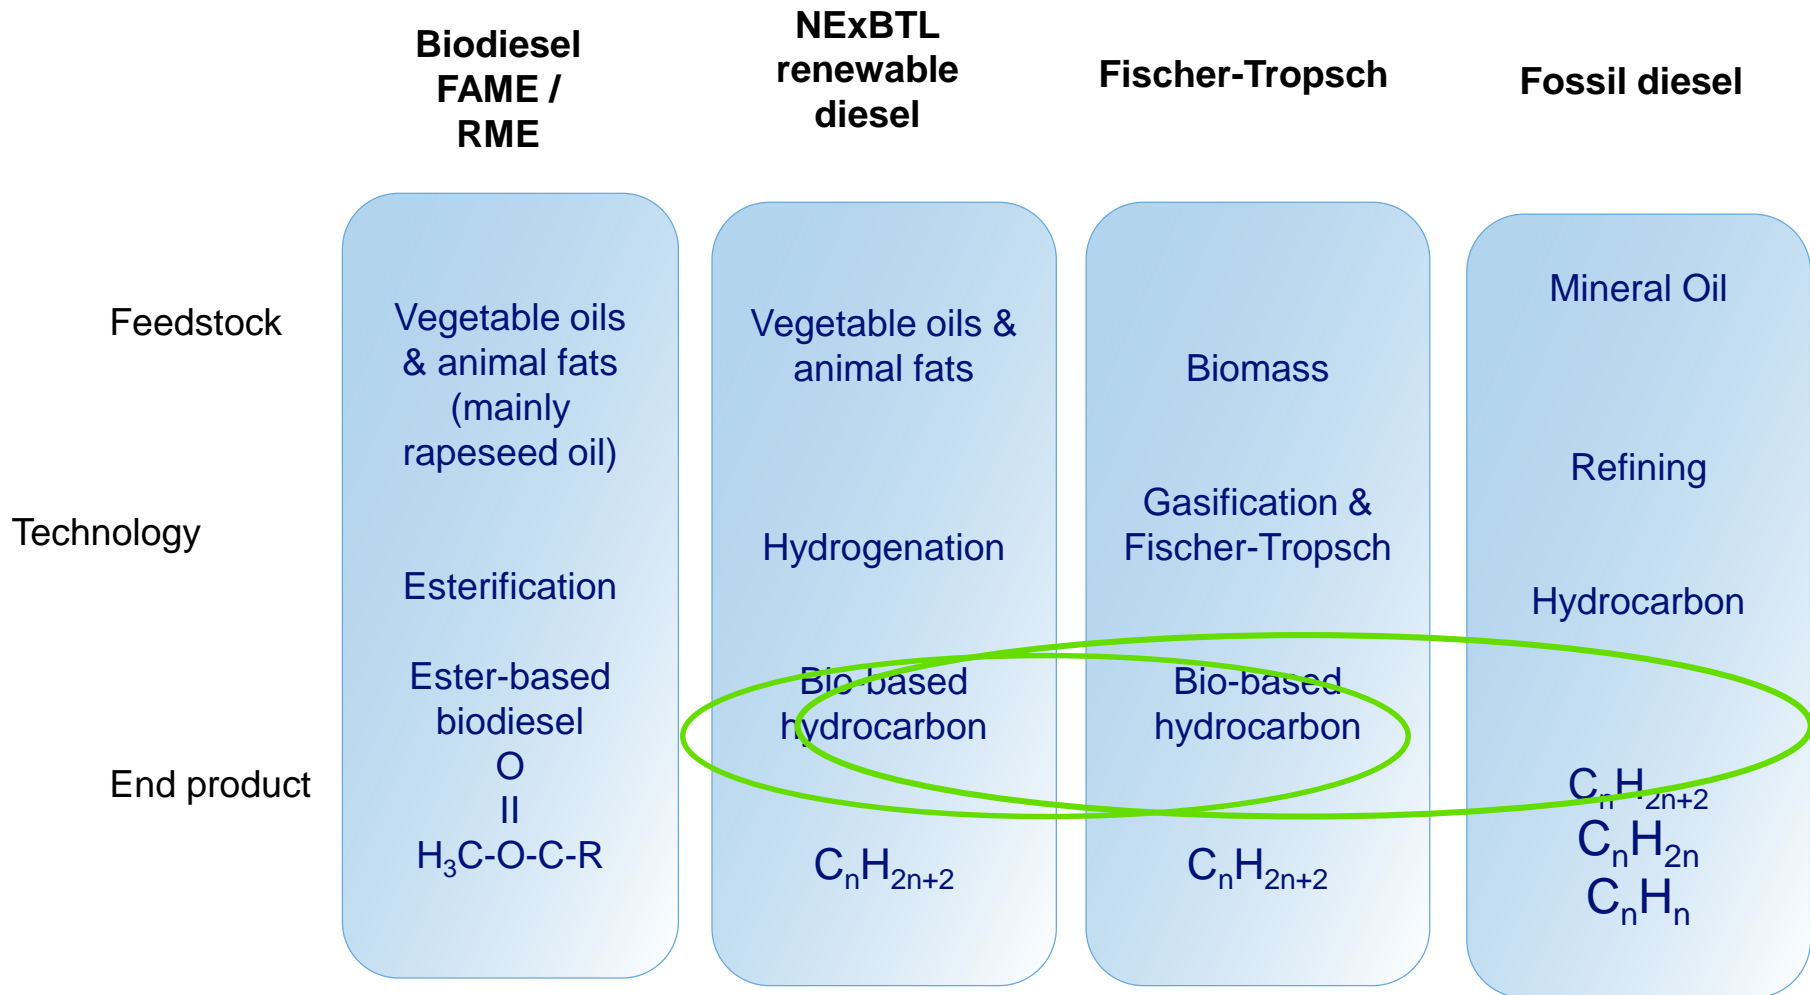 Biodiesel
FAME /
RME
NExBTL
renewable
diesel
Fischer-Tropsch
Fossil diesel
Feedstock
Vegetable oils
& animal fats
(mainly
rapeseed oil)
Vegetable oils &
animal fats
Biomass
Mineral Oil
Technology
Esterification
Hydrogenation
Gasification &
Fischer-Tropsch
Refining
End product
Ester-based
biodiesel
O
II
H₃C-O-C-R
Bio-based
hydrocarbon
CₙH₂ₙ₊₂
Bio-based
hydrocarbon
CₙH₂ₙ₊₂
Hydrocarbon
CₙH₂ₙ₊₂
CₙH₂ₙ
CₙHₙ